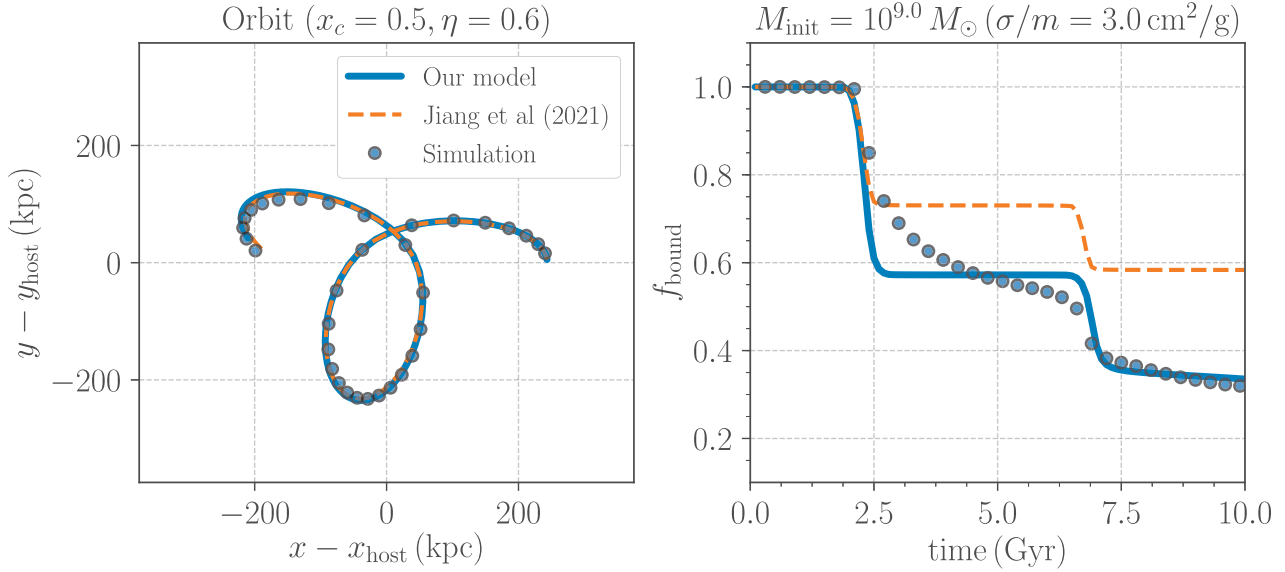 Orbit (x_c = 0.5, η = 0.6)
Our model
Jiang et al (2021)
Simulation
200
0
−200
y − y_host (kpc)
−200 0 200
x − x_host (kpc)
M_init = 10^{9.0} M_⊙ (σ/m = 3.0 cm²/g)
1.0
0.8
0.6
0.4
0.2
f_bound
0.0 2.5 5.0 7.5 10.0
time (Gyr)